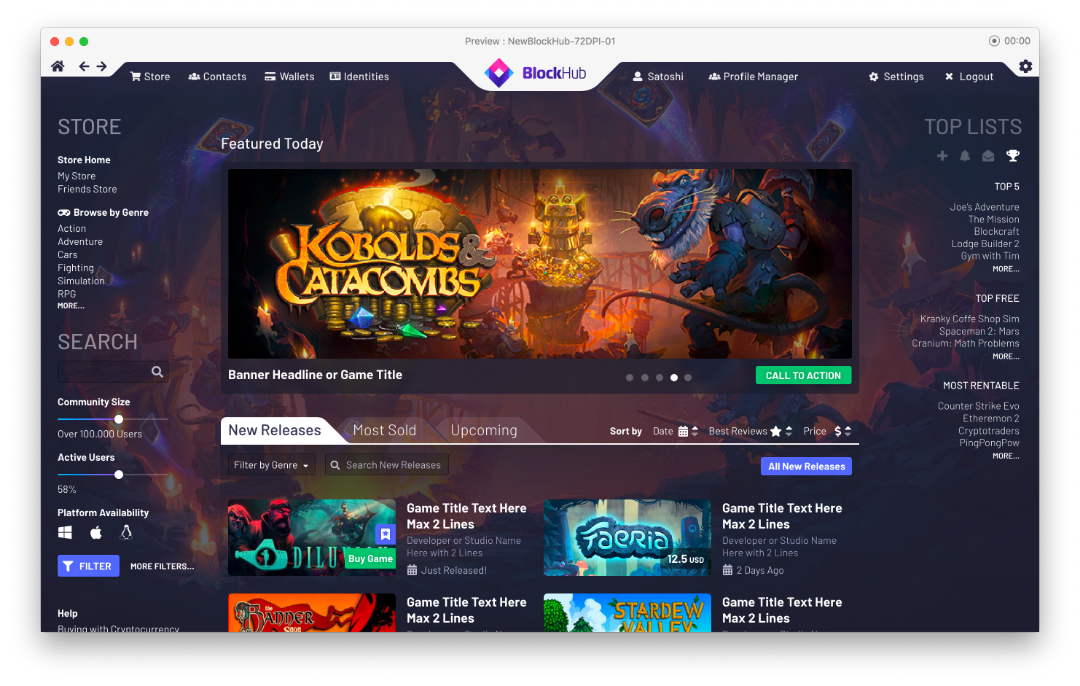 Preview : NewBlockHub-72DPI-01
00:00
Store
Contacts
Wallets
Identities
BlockHub
Satoshi
Profile Manager
Settings
Logout
STORE
Store Home
My Store
Friends Store
Browse by Genre
Action
Adventure
Cars
Fighting
Simulation
RPG
MORE...
SEARCH
Community Size
Over 100.000 Users
Active Users
58%
Platform Availability
FILTER
MORE FILTERS...
Help
Buying with Cryptocurrency
Featured Today
KOBOLDS &
CATACOMBS
Banner Headline or Game Title
CALL TO ACTION
New Releases
Most Sold
Upcoming
Sort by
Date
Best Reviews
Price
$
Filter by Genre
Search New Releases
All New Releases
DILUV
Buy Game
Game Title Text Here
Max 2 Lines
Developer or Studio Name
Here with 2 Lines
Just Released!
Faeria
12.5 USD
Game Title Text Here
Max 2 Lines
Developer or Studio Name
Here with 2 Lines
2 Days Ago
the
BANNER
SAGA
Game Title Text Here
Max 2 Lines
STARDEW
VALLEY
Game Title Text Here
Max 2 Lines
TOP LISTS
TOP 5
Joe's Adventure
The Mission
Blockcraft
Lodge Builder 2
Gym with Tim
MORE...
TOP FREE
Kranky Coffe Shop Sim
Spaceman 2: Mars
Cranium: Math Problems
MORE...
MOST RENTABLE
Counter Strike Evo
Etheremon 2
Cryptotraders
PingPongPow
MORE...